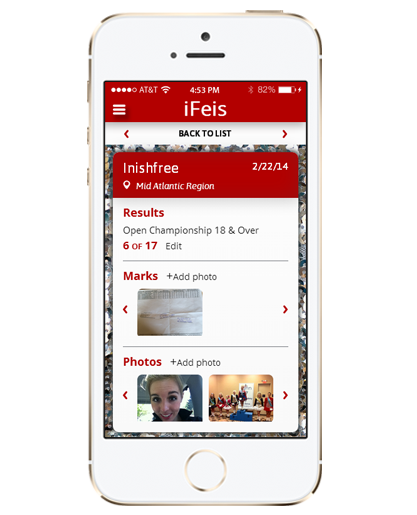 AT&T 4:53 PM 82%
iFeis
BACK TO LIST
Inishfree 2/22/14
Mid Atlantic Region
Results
Open Championship 18 & Over
6 OF 17 Edit
Marks +Add photo
Photos +Add photo